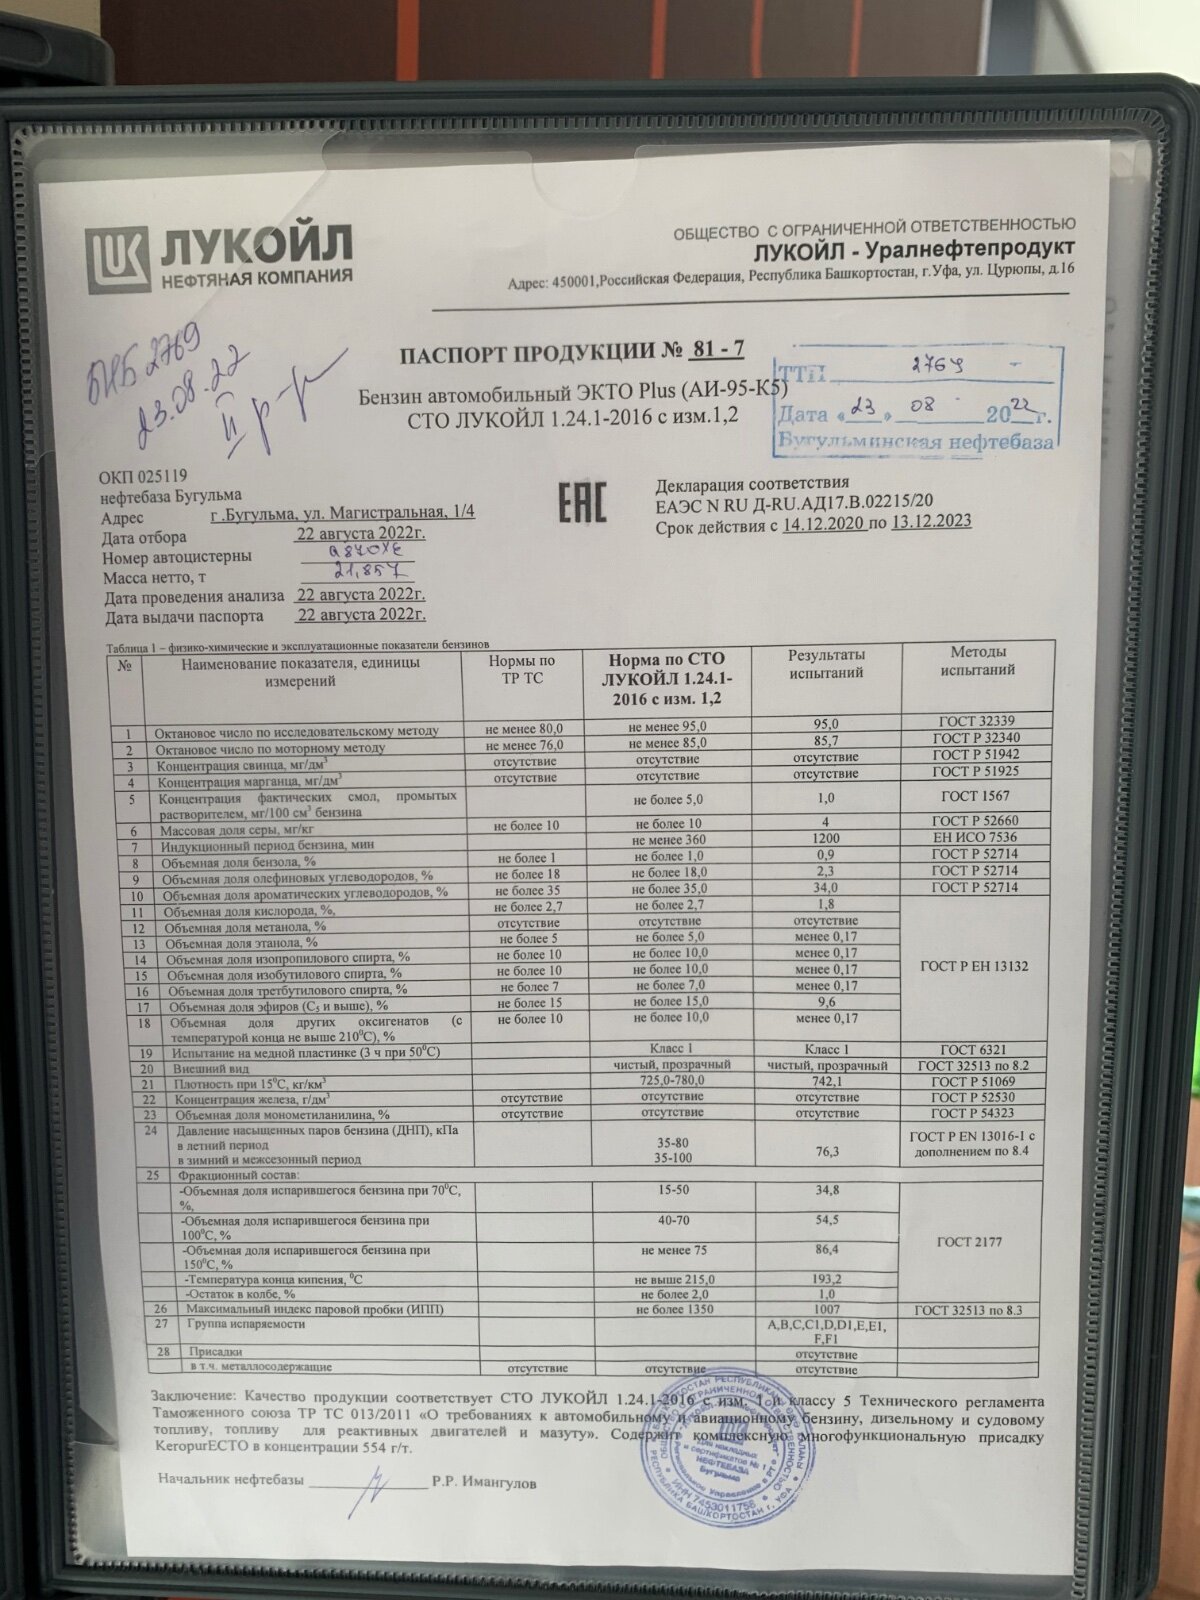 ЛУКОЙЛ
НЕФТЯНАЯ КОМПАНИЯ
ОБЩЕСТВО С ОГРАНИЧЕННОЙ ОТВЕТСТВЕННОСТЬЮ
ЛУКОЙЛ - Уралнефтепродукт
Адрес: 450001,Российская Федерация, Республика Башкортостан, г.Уфа, ул. Цурюпы, д.16
БНБ 2769
23.08.22
II р-р
ПАСПОРТ ПРОДУКЦИИ № 81 - 7
Бензин автомобильный ЭКТО Plus (АИ-95-К5)
СТО ЛУКОЙЛ 1.24.1-2016 с изм.1,2
ТТН 2769
Дата «23» 08 2022г.
Бугульминская нефтебаза
ОКП 025119
нефтебаза Бугульма
Адрес г .Бугульма, ул. Магистральная, 1/4
Дата отбора 22 августа 2022г.
Номер автоцистерны а870хе
Масса нетто, т 21,857
Дата проведения анализа 22 августа 2022г.
Дата выдачи паспорта 22 августа 2022г.
ЕАС
Декларация соответствия
ЕАЭС N RU Д-RU.АД17.В.02215/20
Срок действия с 14.12.2020 по 13.12.2023
Таблица 1 – физико-химические и эксплуатационные показатели бензинов
№ Наименование показателя, единицы измерений Нормы по ТР ТС Норма по СТО ЛУКОЙЛ 1.24.1-2016 с изм. 1,2 Результаты испытаний Методы испытаний
1 Октановое число по исследовательскому методу не менее 80,0 не менее 95,0 95,0 ГОСТ 32339
2 Октановое число по моторному методу не менее 76,0 не менее 85,0 85,7 ГОСТ Р 32340
3 Концентрация свинца, мг/дм³ отсутствие отсутствие отсутствие ГОСТ Р 51942
4 Концентрация марганца, мг/дм³ отсутствие отсутствие отсутствие ГОСТ Р 51925
5 Концентрация фактических смол, промытых
растворителем, мг/100 см³ бензина не более 5,0 1,0 ГОСТ 1567
6 Массовая доля серы, мг/кг не более 10 не более 10 4 ГОСТ Р 52660
7 Индукционный период бензина, мин не менее 360 1200 ЕН ИСО 7536
8 Объемная доля бензола, % не более 1 не более 1,0 0,9 ГОСТ Р 52714
9 Объемная доля олефиновых углеводородов, % не более 18 не более 18,0 2,3 ГОСТ Р 52714
10 Объемная доля ароматических углеводородов, % не более 35 не более 35,0 34,0 ГОСТ Р 52714
11 Объемная доля кислорода, %, не более 2,7 не более 2,7 1,8
12 Объемная доля метанола, % отсутствие отсутствие отсутствие
13 Объемная доля этанола, % не более 5 не более 5,0 менее 0,17
14 Объемная доля изопропилового спирта, % не более 10 не более 10,0 менее 0,17
15 Объемная доля изобутилового спирта, % не более 10 не более 10,0 менее 0,17 ГОСТ Р ЕН 13132
16 Объемная доля третбутилового спирта, % не более 7 не более 7,0 менее 0,17
17 Объемная доля эфиров (С₅ и выше), % не более 15 не более 15,0 9,6
18 Объемная доля других оксигенатов (с
температурой конца не выше 210⁰С), % не более 10 не более 10,0 менее 0,17
19 Испытание на медной пластинке (3 ч при 50⁰С) Класс 1 Класс 1 ГОСТ 6321
20 Внешний вид чистый, прозрачный чистый, прозрачный ГОСТ 32513 по 8.2
21 Плотность при 15⁰С, кг/км³ 725,0-780,0 742,1 ГОСТ Р 51069
22 Концентрация железа, г/дм³ отсутствие отсутствие отсутствие ГОСТ Р 52530
23 Объемная доля монометиланилина, % отсутствие отсутствие отсутствие ГОСТ Р 54323
24 Давление насыщенных паров бензина (ДНП), кПа ГОСТ Р EN 13016-1 с
в летний период 35-80 дополнением по 8.4
в зимний и межсезонный период 35-100 76,3
25 Фракционный состав:
-Объемная доля испарившегося бензина при 70⁰С, %, 15-50 34,8
-Объемная доля испарившегося бензина при
100⁰С, % 40-70 54,5
-Объемная доля испарившегося бензина при
150⁰С, % не менее 75 86,4 ГОСТ 2177
-Температура конца кипения, ⁰С не выше 215,0 193,2
-Остаток в колбе, % не более 2,0 1,0
26 Максимальный индекс паровой пробки (ИПП) не более 1350 1007 ГОСТ 32513 по 8.3
27 Группа испаряемости A,B,C,C1,D,D1,E,E1,
F,F1
28 Присадки отсутствие
в т.ч. металлосодержащие отсутствие отсутствие отсутствие
Заключение: Качество продукции соответствует СТО ЛУКОЙЛ 1.24.1-2016 с изм. 1 и классу 5 Технического регламента
Таможенного союза ТР ТС 013/2011 «О требованиях к автомобильному и авиационному бензину, дизельному и судовому
топливу, топливу для реактивных двигателей и мазуту». Содержит комплексную многофункциональную присадку
KeropurECTO в концентрации 554 г/т.
Начальник нефтебазы Р.Р. Имангулов
Для накладных
и сертификатов № 1
НЕФТЕБАЗА
Бугульма
ИНН 7453011758
РЕСПУБЛИКА БАШКОРТОСТАН г. УФА